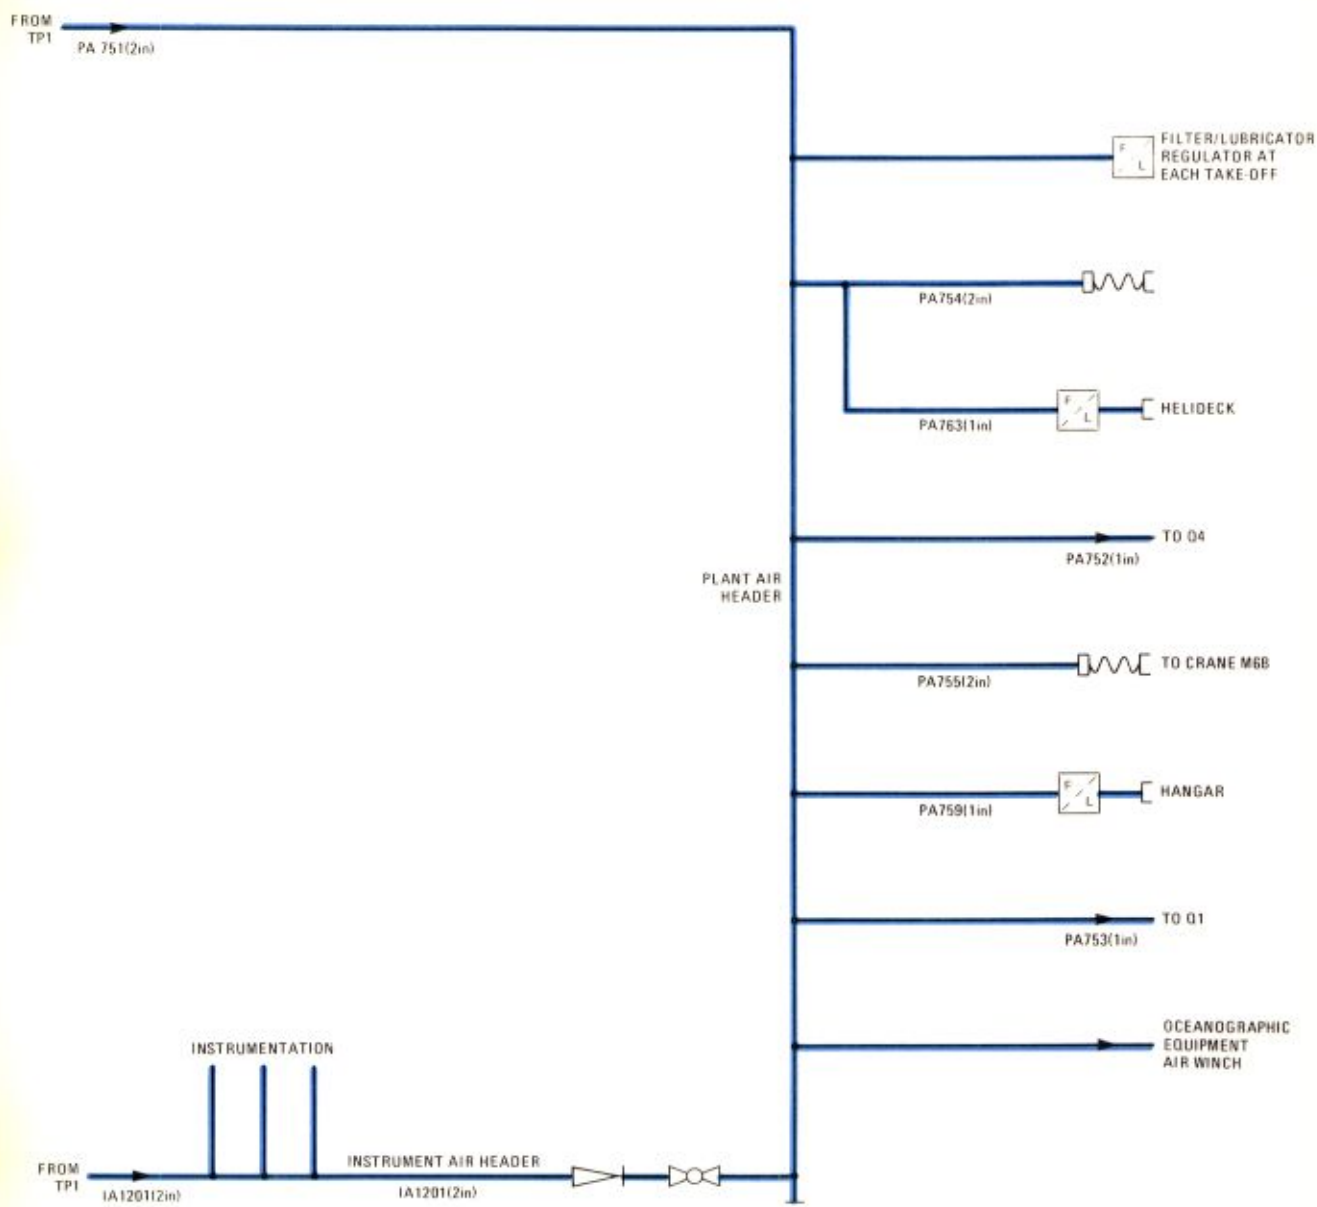 FROM
TP1
PA 751(2in)
F
L
FILTER/LUBRICATOR
REGULATOR AT
EACH TAKE-OFF
PA754(2in)
F
L
HELIDECK
PA763(1in)
TO Q4
PA752(1in)
PLANT AIR
HEADER
TO CRANE M6B
PA755(2in)
F
L
HANGAR
PA759(1in)
TO Q1
PA753(1in)
OCEANOGRAPHIC
EQUIPMENT
AIR WINCH
INSTRUMENTATION
FROM
TP1
IA1201(2in)
INSTRUMENT AIR HEADER
IA1201(2in)